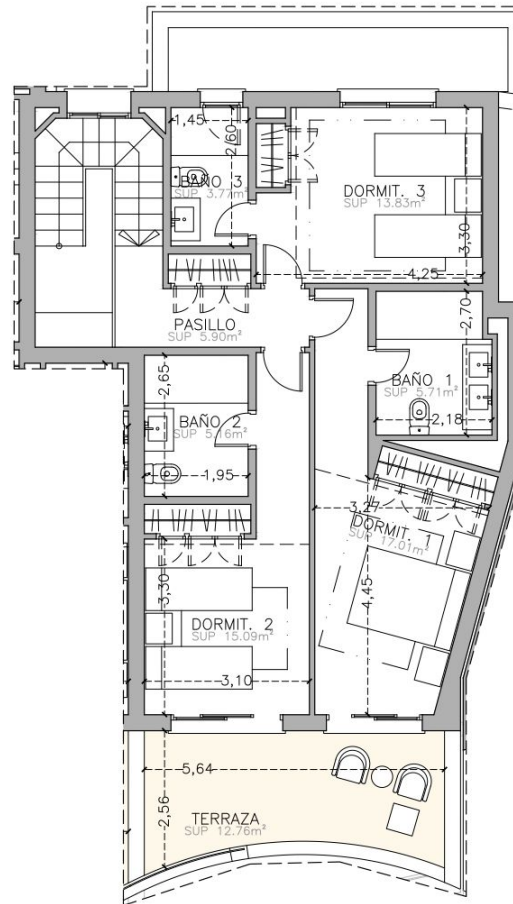 1,45
2,60
BAÑO 3
SUP 3.77m²
DORMIT. 3
SUP 13.83m²
3,30
4,25
PASILLO
SUP 5.90m²
2,70
BAÑO 1
SUP 5.71m²
2,18
2,65
BAÑO 2
SUP 5.16m²
1,95
3,27
DORMIT. 1
SUP 17.01m²
4,45
3,30
DORMIT. 2
SUP 15.09m²
3,10
5,64
2,56
TERRAZA
SUP 12.76m²